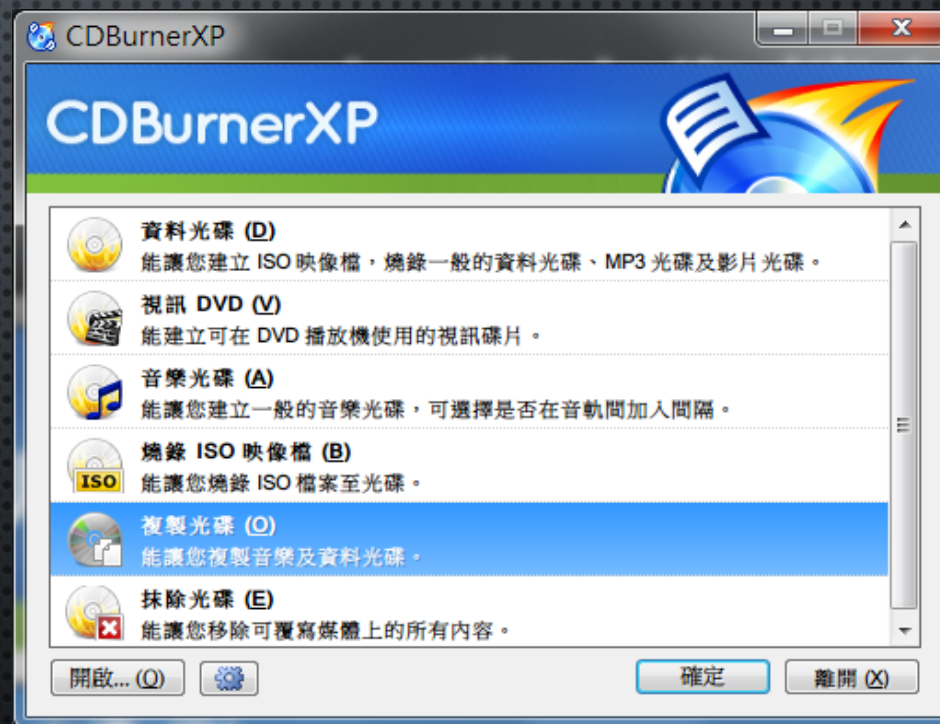 CDBurnerXP
CDBurnerXP
資料光碟 (D)
能讓您建立 ISO 映像檔，燒錄一般的資料光碟、MP3 光碟及影片光碟。
視訊 DVD (V)
能建立可在 DVD 播放機使用的視訊碟片。
音樂光碟 (A)
能讓您建立一般的音樂光碟，可選擇是否在音軌間加入間隔。
燒錄 ISO 映像檔 (B)
ISO
能讓您燒錄 ISO 檔案至光碟。
複製光碟 (O)
能讓您複製音樂及資料光碟。
抹除光碟 (E)
能讓您移除可覆寫媒體上的所有內容。
開啟... (Q) 確定 離開 (X)